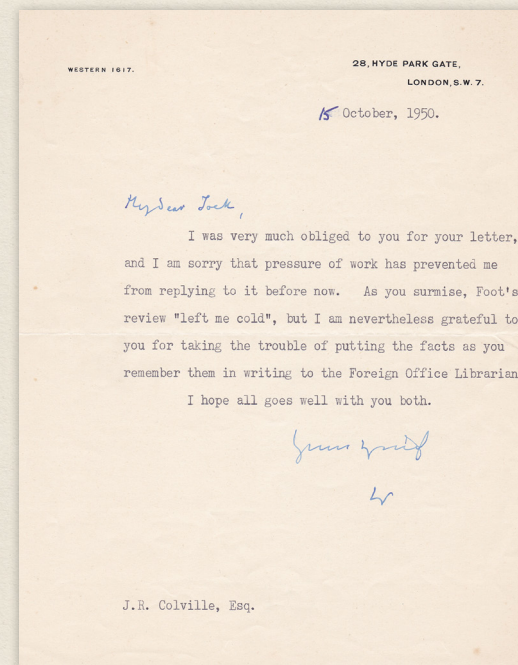 WESTERN 1617.
28, HYDE PARK GATE,
LONDON, S.W. 7.
15 October, 1950.
My dear Jock,
I was very much obliged to you for your letter,
and I am sorry that pressure of work has prevented me
from replying to it before now. As you surmise, Foot's
review "left me cold", but I am nevertheless grateful to
you for taking the trouble of putting the facts as you
remember them in writing to the Foreign Office Librarian
I hope all goes well with you both.
J.R. Colville, Esq.